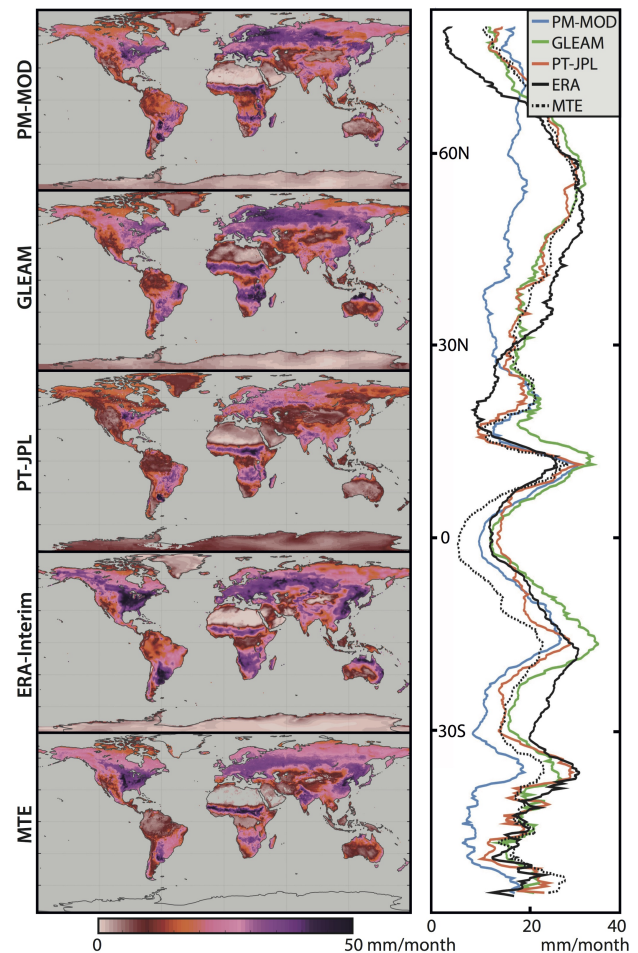 PM-MOD
GLEAM
PT-JPL
ERA-Interim
MTE
0
50 mm/month
PM-MOD
GLEAM
PT-JPL
ERA
MTE
60N
30N
0
30S
0
20
40
mm/month